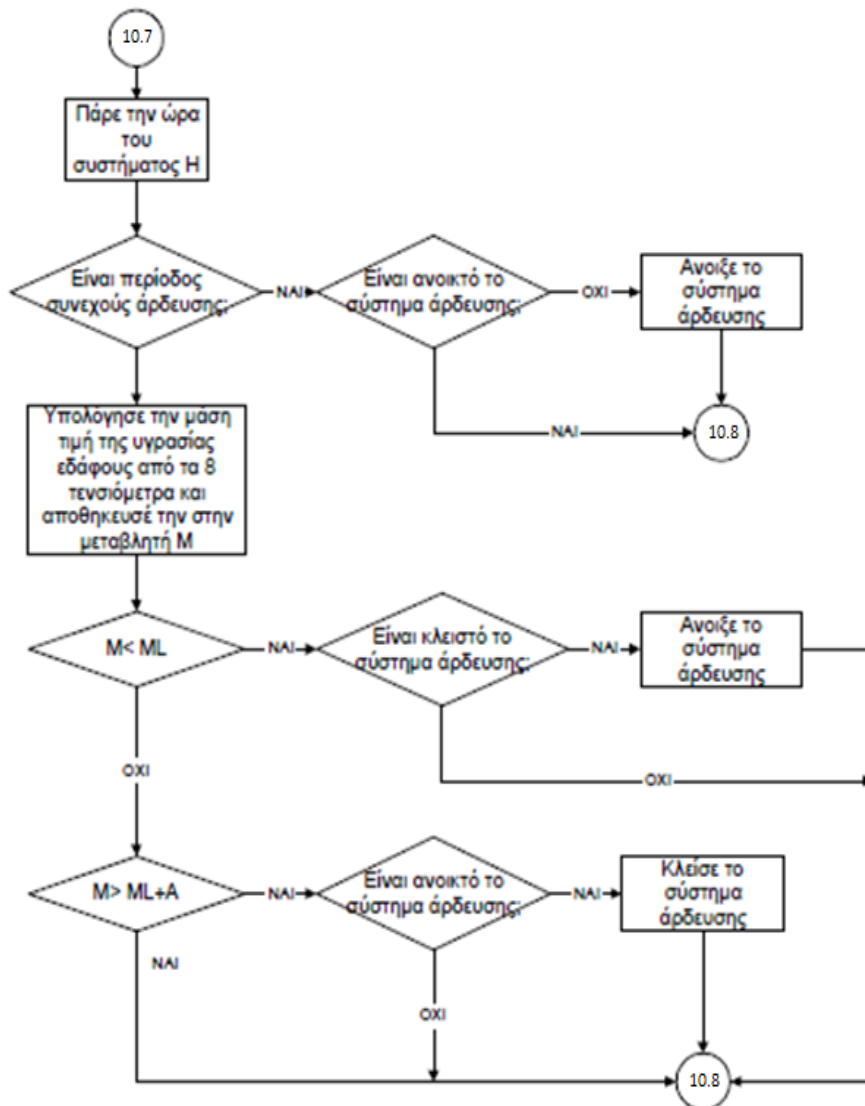 10.7
Πάρε την ώρα
του
συστήματος Η
Είναι περίοδος
συνεχούς άρδευσης;
ΝΑΙ
Είναι ανοικτό το
σύστημα άρδευσης;
ΟΧΙ
Ανοιξε το
σύστημα
άρδευσης
ΝΑΙ
10.8
Υπολόγησε την μάση
τιμή της υγρασίας
εδάφους από τα 8
τενσιόμετρα και
αποθηκευσέ την στην
μεταβλητή Μ
M< ML
ΝΑΙ
Είναι κλειστό το
σύστημα άρδευσης;
ΝΑΙ
Ανοιξε το
σύστημα
άρδευσης
ΟΧΙ
ΟΧΙ
M> ML+A
ΝΑΙ
Είναι ανοικτό το
σύστημα άρδευσης;
ΝΑΙ
Κλείσε το
σύστημα
άρδευσης
ΝΑΙ
ΟΧΙ
10.8